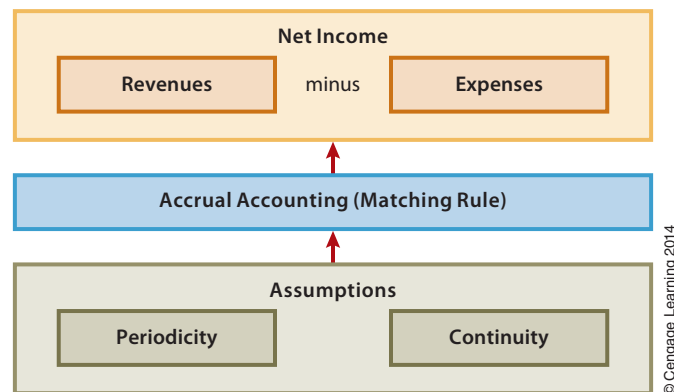 Net Income
Revenues minus Expenses
Accrual Accounting (Matching Rule)
Assumptions
Periodicity Continuity
© Cengage Learning 2014